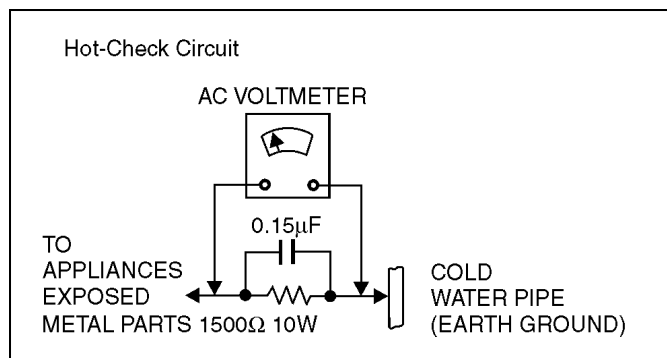 Hot-Check Circuit
AC VOLTMETER
0.15μF
TO
APPLIANCES
EXPOSED
METAL PARTS 1500Ω 10W
COLD
WATER PIPE
(EARTH GROUND)